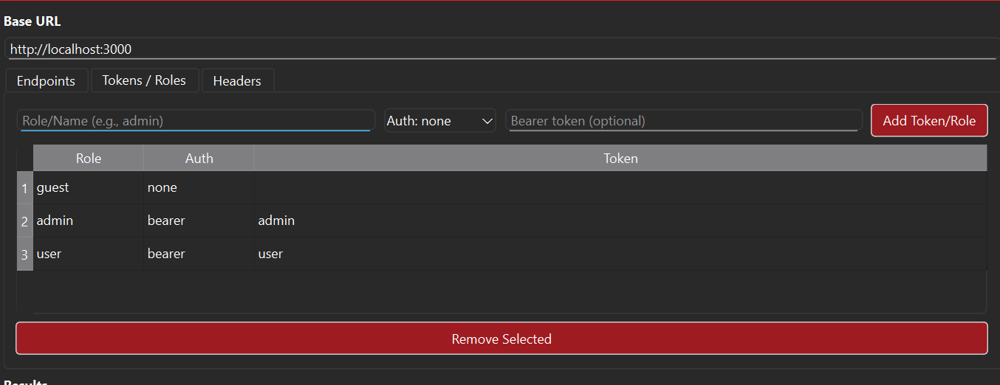 Base URL
http://localhost:3000
Endpoints Tokens / Roles Headers
Role/Name (e.g., admin) Auth: none Bearer token (optional) Add Token/Role
Role Auth Token
1 guest none
2 admin bearer admin
3 user bearer user
Remove Selected
Results